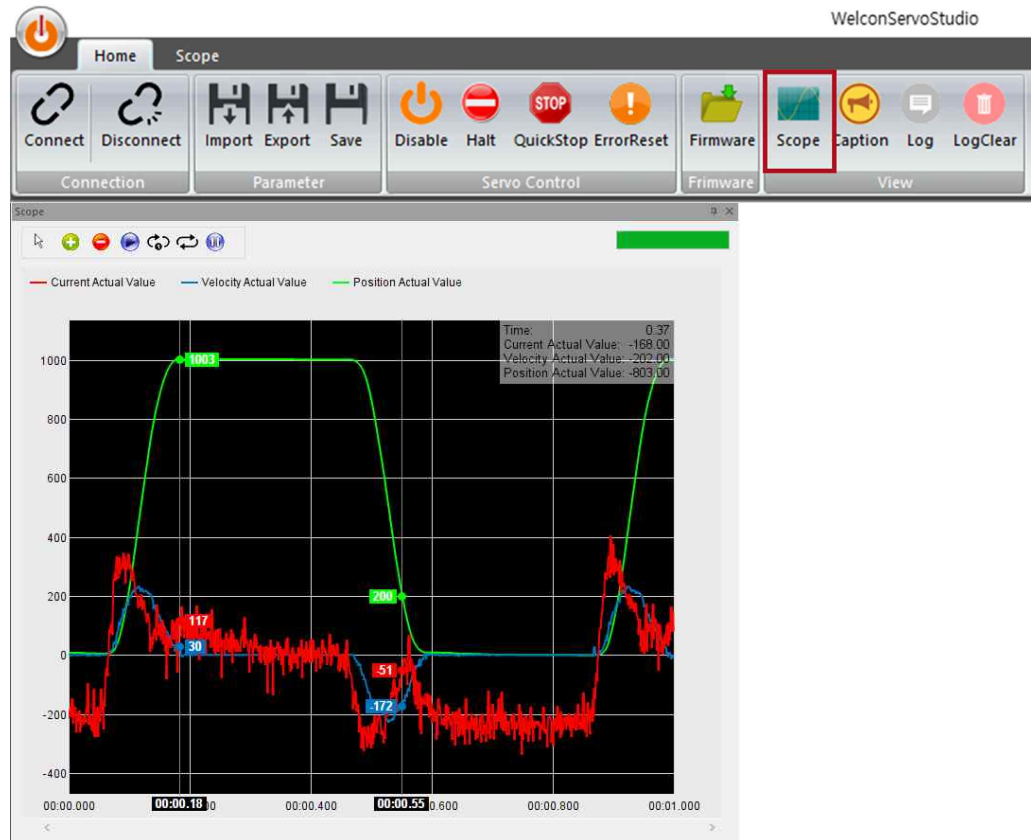 WelconServoStudio
Home Scope
Connect Disconnect Import Export Save Disable Halt QuickStop ErrorReset Firmware Scope Caption Log LogClear
Connection Parameter Servo Control Frimware View
Scope
Current Actual Value Velocity Actual Value Position Actual Value
Time: 0.37
Current Actual Value: -168.00
Velocity Actual Value: -202.00
Position Actual Value: -803.00
1000
1003
800
600
400
200
200
117
30
0
-51
-172
-200
-400
00:00.000 00:00.18 00:00.400 00:00.55 0.600 00:00.800 00:01.000